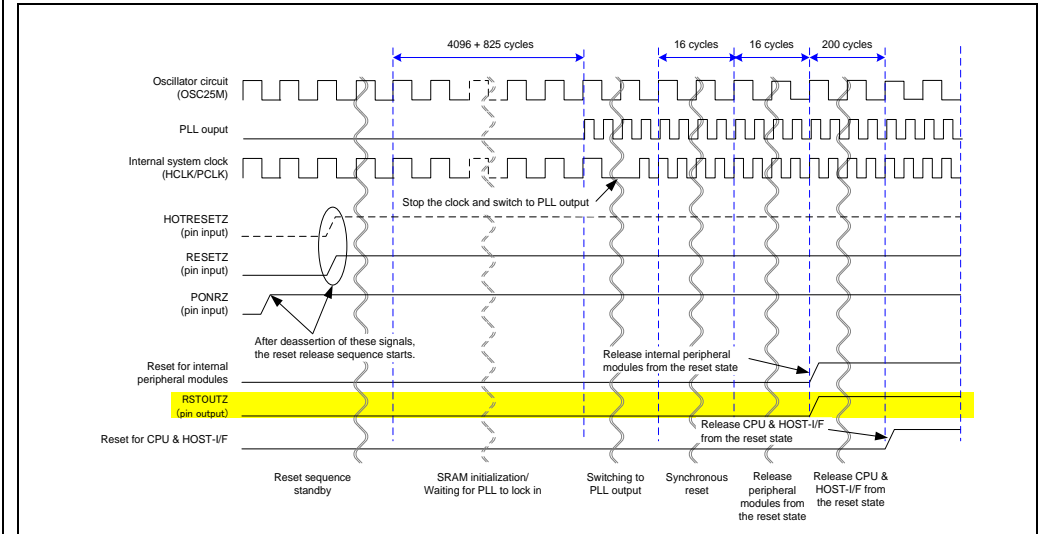 4096 + 825 cycles
16 cycles
16 cycles
200 cycles
Oscillator circuit
(OSC25M)
PLL ouput
Internal system clock
(HCLK/PCLK)
Stop the clock and switch to PLL output
HOTRESETZ
(pin input)
RESETZ
(pin input)
PONRZ
(pin input)
After deassertion of these signals,
the reset release sequence starts.
Release internal peripheral
modules from the reset state
Reset for internal
peripheral modules
RSTOUTZ
(pin output)
Release CPU & HOST-I/F
from the reset state
Reset for CPU & HOST-I/F
Reset sequence
standby
SRAM initialization/
Waiting for PLL to lock in
Switching to
PLL output
Synchronous
reset
Release
peripheral
modules from
the reset state
Release CPU &
HOST-I/F from
the reset state